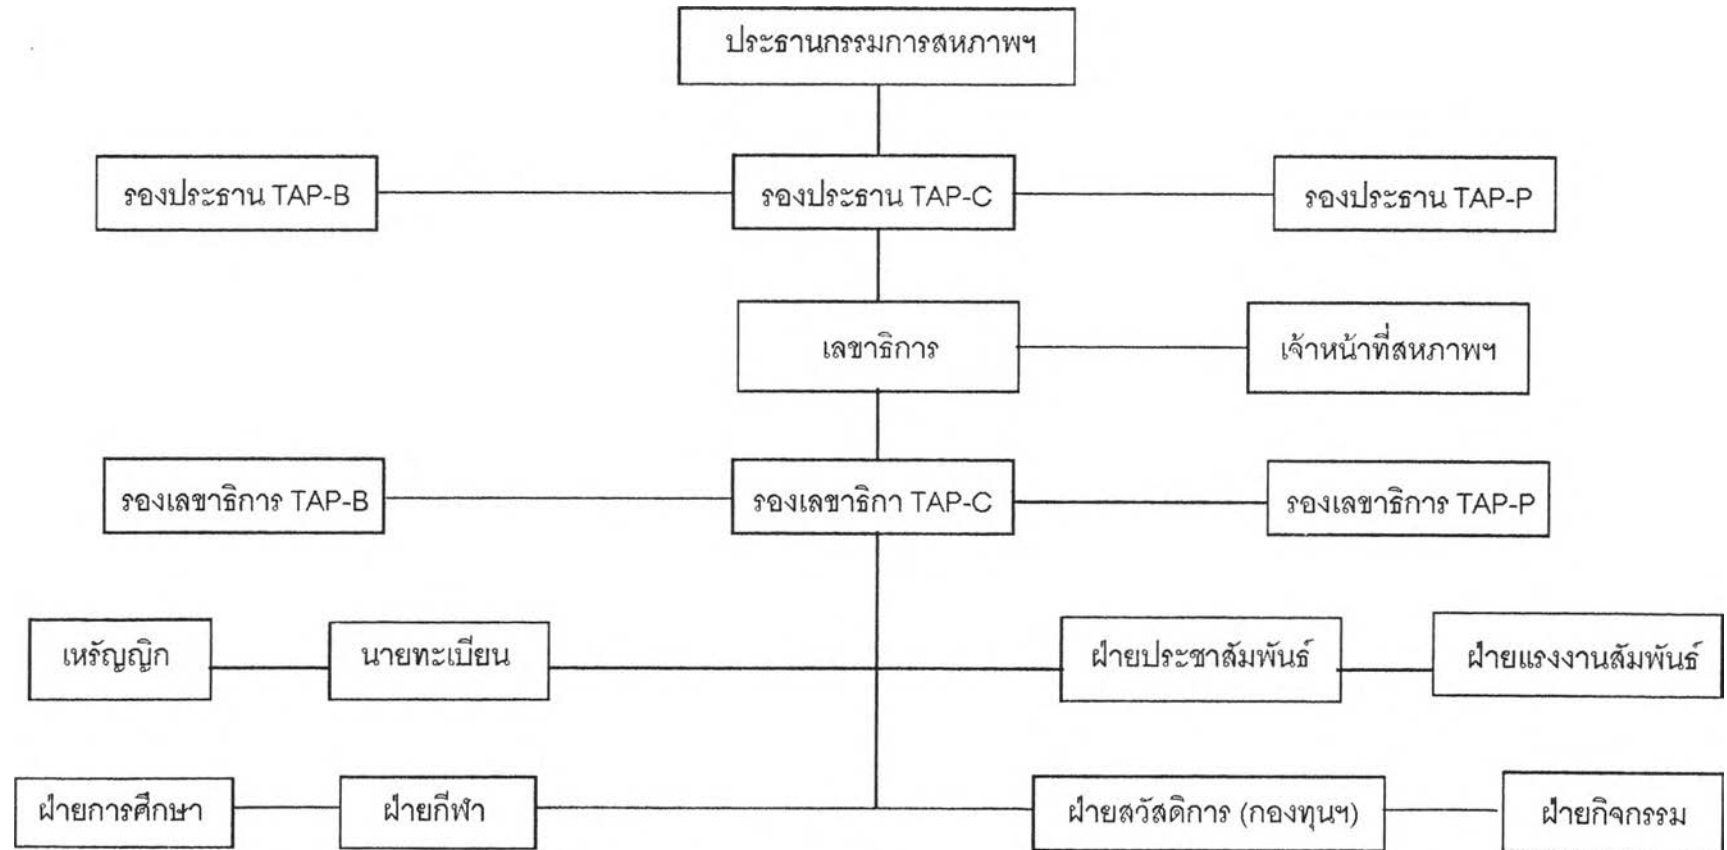 ประธานกรรมการสหภาพฯ
รองประธาน TAP-B
รองประธาน TAP-C
รองประธาน TAP-P
เลขาธิการ
เจ้าหน้าที่สหภาพฯ
รองเลขาธิการ TAP-B
รองเลขาธิกา TAP-C
รองเลขาธิการ TAP-P
เหรัญญิก
นายทะเบียน
ฝ่ายประชาสัมพันธ์
ฝ่ายแรงงานสัมพันธ์
ฝ่ายการศึกษา
ฝ่ายกีฬา
ฝ่ายสวัสดิการ (กองทุนฯ)
ฝ่ายกิจกรรม